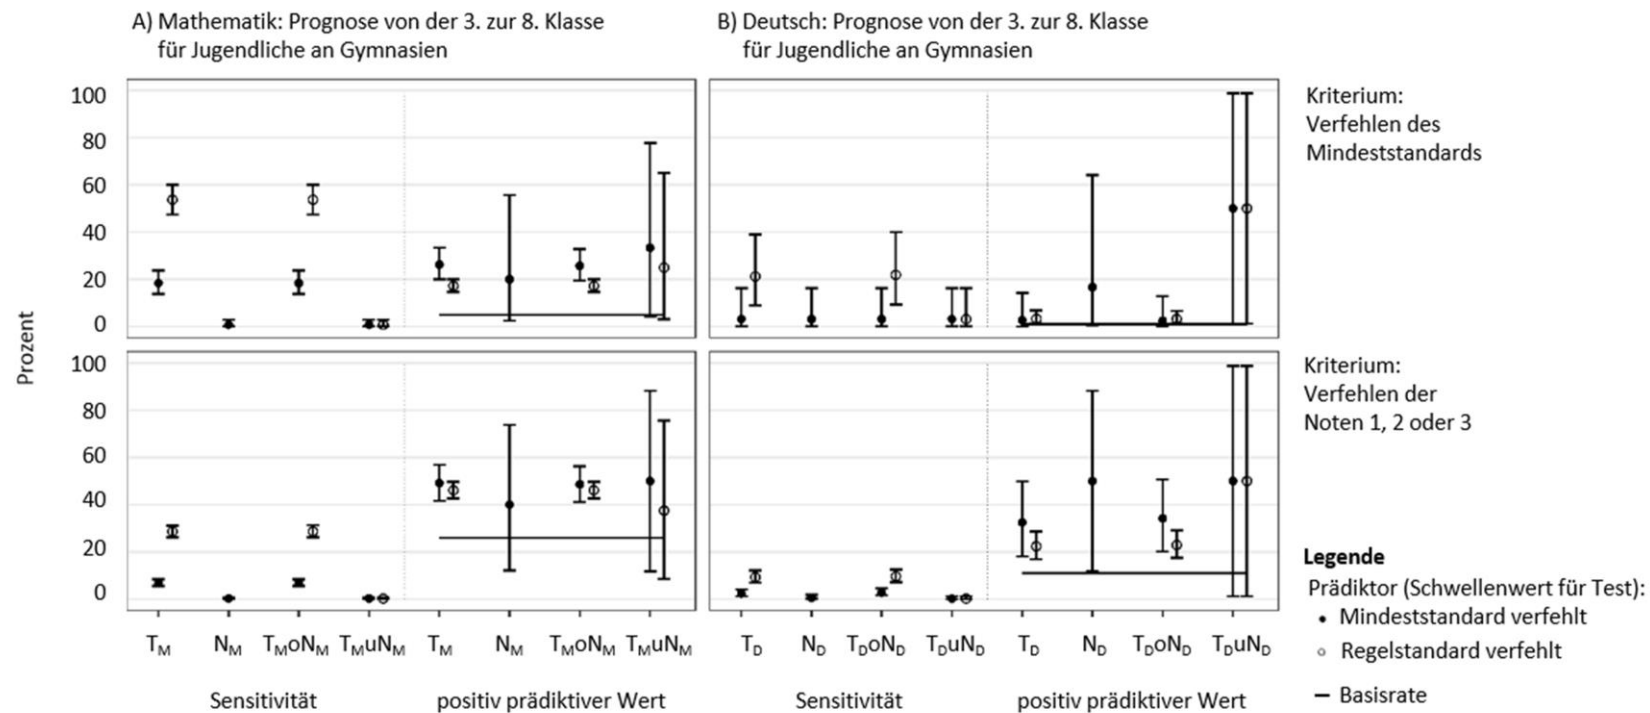 A) Mathematik: Prognose von der 3. zur 8. Klasse
für Jugendliche an Gymnasien
B) Deutsch: Prognose von der 3. zur 8. Klasse
für Jugendliche an Gymnasien
Prozent
100
80
60
40
20
0
Kriterium:
Verfehlen des
Mindeststandards
100
80
60
40
20
0
Kriterium:
Verfehlen der
Noten 1, 2 oder 3
T_M N_M T_MoN_M T_MuN_M T_M N_M T_MoN_M T_MuN_M
T_D N_D T_DoN_D T_DuN_D T_D N_D T_DoN_D T_DuN_D
Sensitivität positiv prädiktiver Wert
Sensitivität positiv prädiktiver Wert
Legende
Prädiktor (Schwellenwert für Test):
Mindeststandard verfehlt
Regelstandard verfehlt
Basisrate